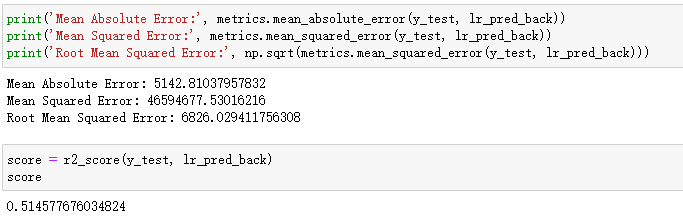 print('Mean Absolute Error:', metrics.mean_absolute_error(y_test, lr_pred_back))
print('Mean Squared Error:', metrics.mean_squared_error(y_test, lr_pred_back))
print('Root Mean Squared Error:', np.sqrt(metrics.mean_squared_error(y_test, lr_pred_back)))
Mean Absolute Error: 5142.81037957832
Mean Squared Error: 46594677.53016216
Root Mean Squared Error: 6826.029411756308
score = r2_score(y_test, lr_pred_back)
score
0.514577676034824